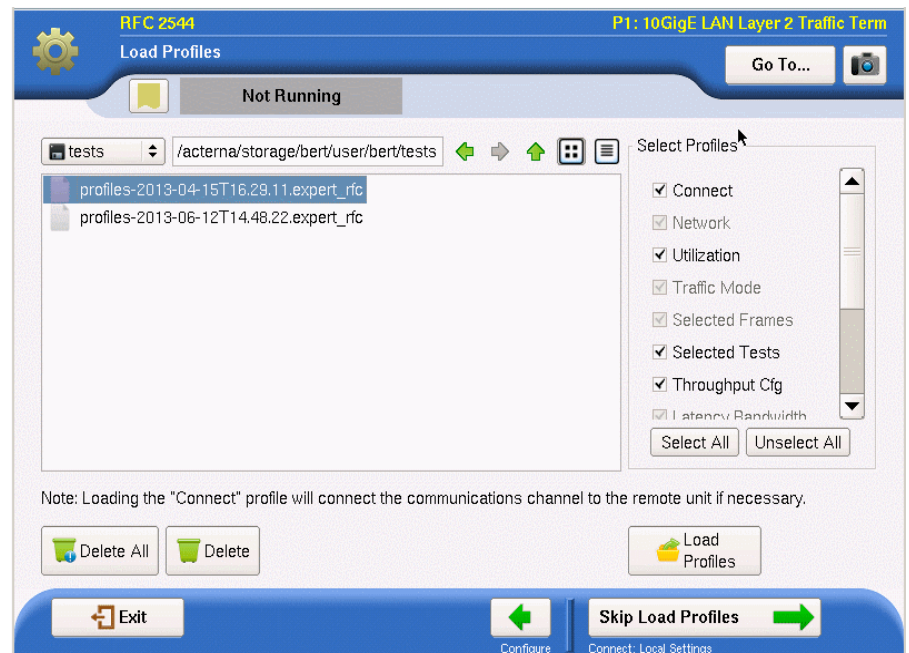 RFC 2544
P1: 10GigE LAN Layer 2 Traffic Term
Load Profiles
Go To...
Not Running
tests
/acterna/storage/bert/user/bert/tests
Select Profiles
profiles-2013-04-15T16.29.11.expert_rfc
profiles-2013-06-12T14.48.22.expert_rfc
Connect
Network
Utilization
Traffic Mode
Selected Frames
Selected Tests
Throughput Cfg
Latency Bandwidth
Select All
Unselect All
Note: Loading the "Connect" profile will connect the communications channel to the remote unit if necessary.
Delete All
Delete
Load
Profiles
Exit
Skip Load Profiles
Configure
Connect: Local Settings